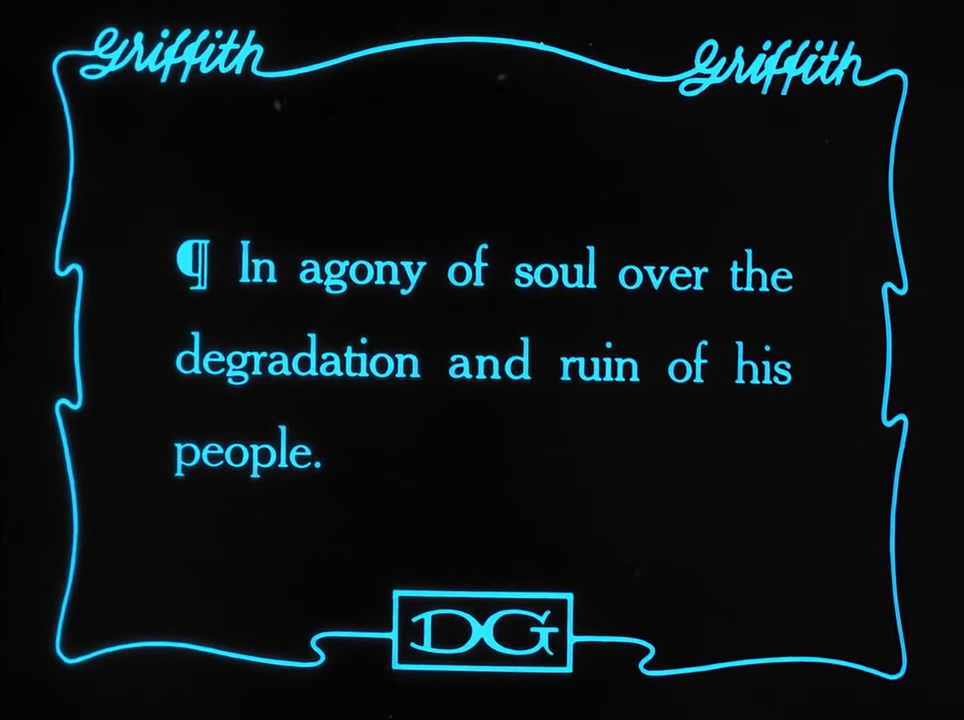 Griffith Griffith
¶ In agony of soul over the
degradation and ruin of his
people.
DG